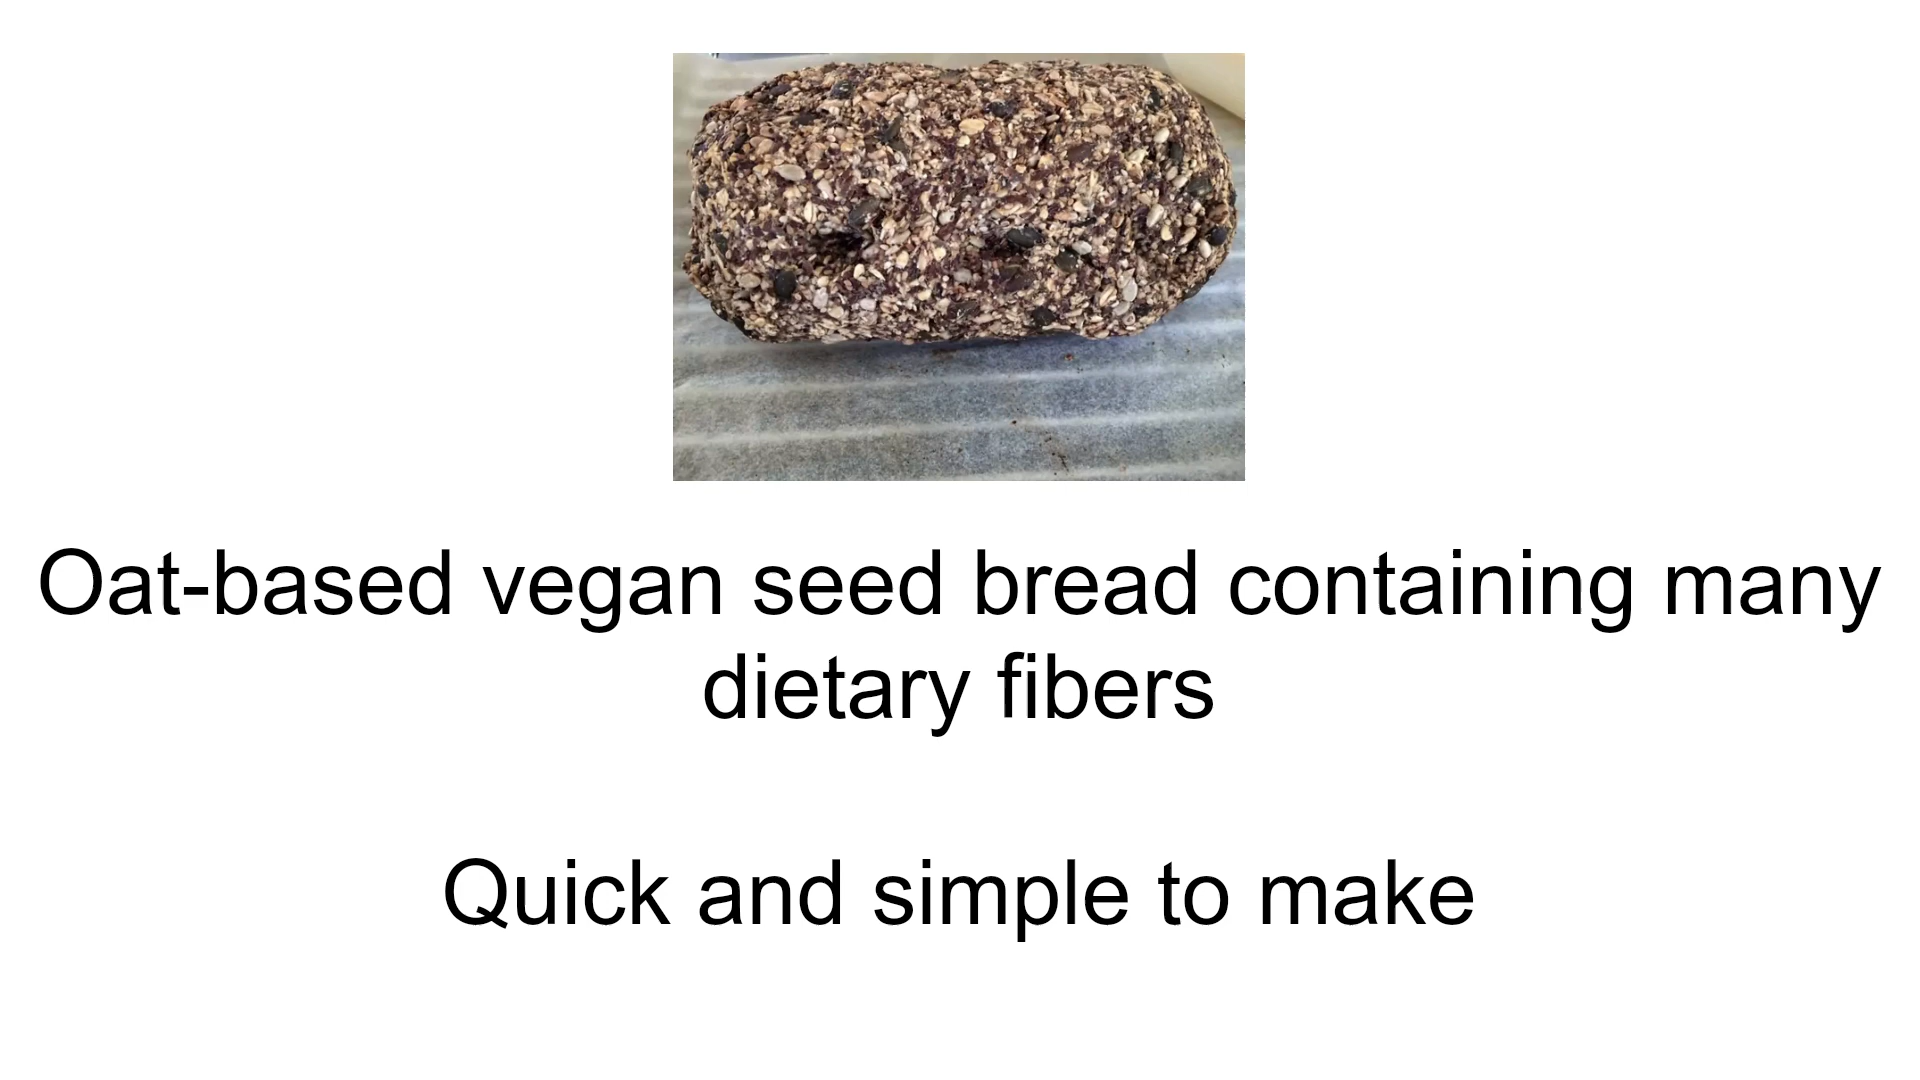 Oat-based vegan seed bread containing many
dietary fibers
Quick and simple to make